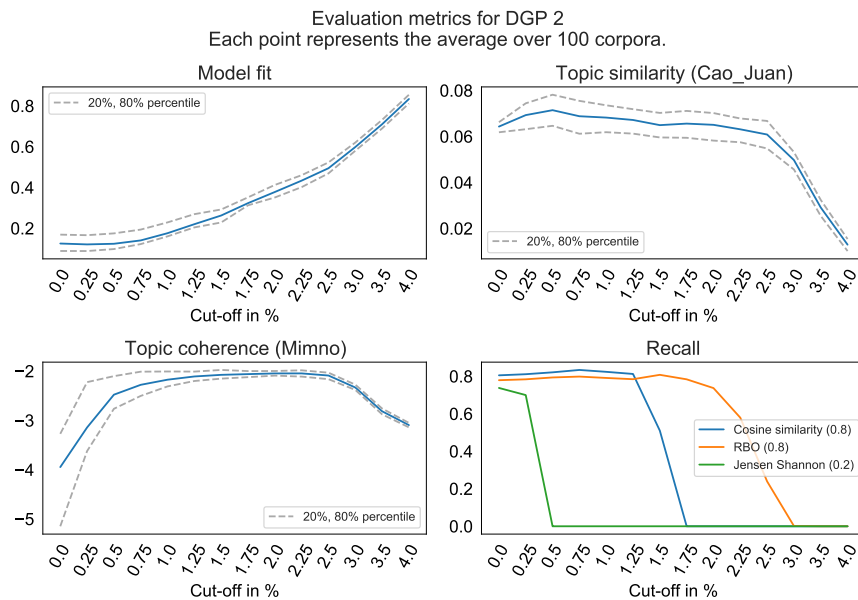 Evaluation metrics for DGP 2
Each point represents the average over 100 corpora.
Model fit
20%, 80% percentile
0.8
0.6
0.4
0.2
0.0 0.25 0.5 0.75 1.0 1.25 1.5 1.75 2.0 2.25 2.5 3.0 3.5 4.0
Cut-off in %
Topic similarity (Cao_Juan)
0.08
0.06
0.04
0.02
20%, 80% percentile
0.0 0.25 0.5 0.75 1.0 1.25 1.5 1.75 2.0 2.25 2.5 3.0 3.5 4.0
Cut-off in %
Topic coherence (Mimno)
−2
−3
−4
−5
20%, 80% percentile
0.0 0.25 0.5 0.75 1.0 1.25 1.5 1.75 2.0 2.25 2.5 3.0 3.5 4.0
Cut-off in %
Recall
0.8
0.6
0.4
0.2
0.0
Cosine similarity (0.8)
RBO (0.8)
Jensen Shannon (0.2)
0.0 0.25 0.5 0.75 1.0 1.25 1.5 1.75 2.0 2.25 2.5 3.0 3.5 4.0
Cut-off in %